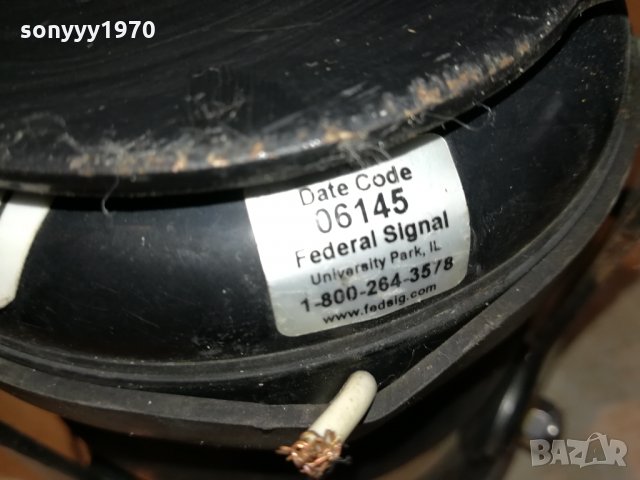 sonyyy1970
Date Code
06145
Federal Signal
University Park, IL
1-800-264-3578
www.fedsig.com
BAZAR